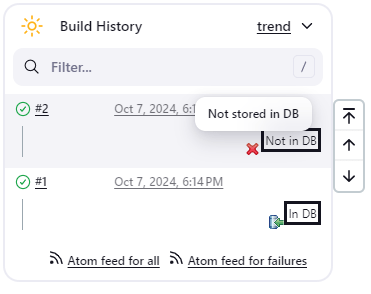 Build History
trend
Filter...
/
#2
Oct 7, 2024, 6:1
Not stored in DB
Not in DB
#1
Oct 7, 2024, 6:14 PM
In DB
Atom feed for all
Atom feed for failures